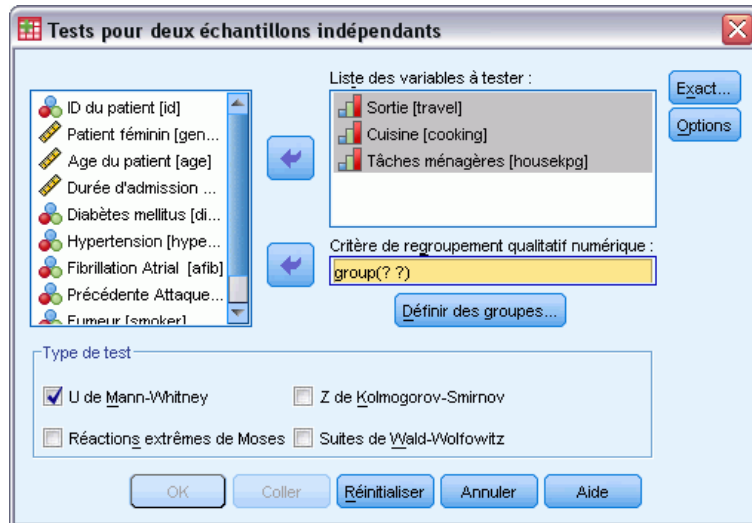 Tests pour deux échantillons indépendants
Liste des variables à tester :
ID du patient [id]
Patient féminin [gen...
Age du patient [age]
Durée d'admission ...
Diabètes mellitus [di...
Hypertension [hype...
Fibrillation Atrial [afib]
Précédente Attaque...
Fumeur [smoker]
Sortie [travel]
Cuisine [cooking]
Tâches ménagères [housekpg]
Exact...
Options
Critère de regroupement qualitatif numérique :
group(? ?)
Définir des groupes...
Type de test
U de Mann-Whitney
Z de Kolmogorov-Smirnov
Réactions extrêmes de Moses
Suites de Wald-Wolfowitz
OK
Coller
Réinitialiser
Annuler
Aide